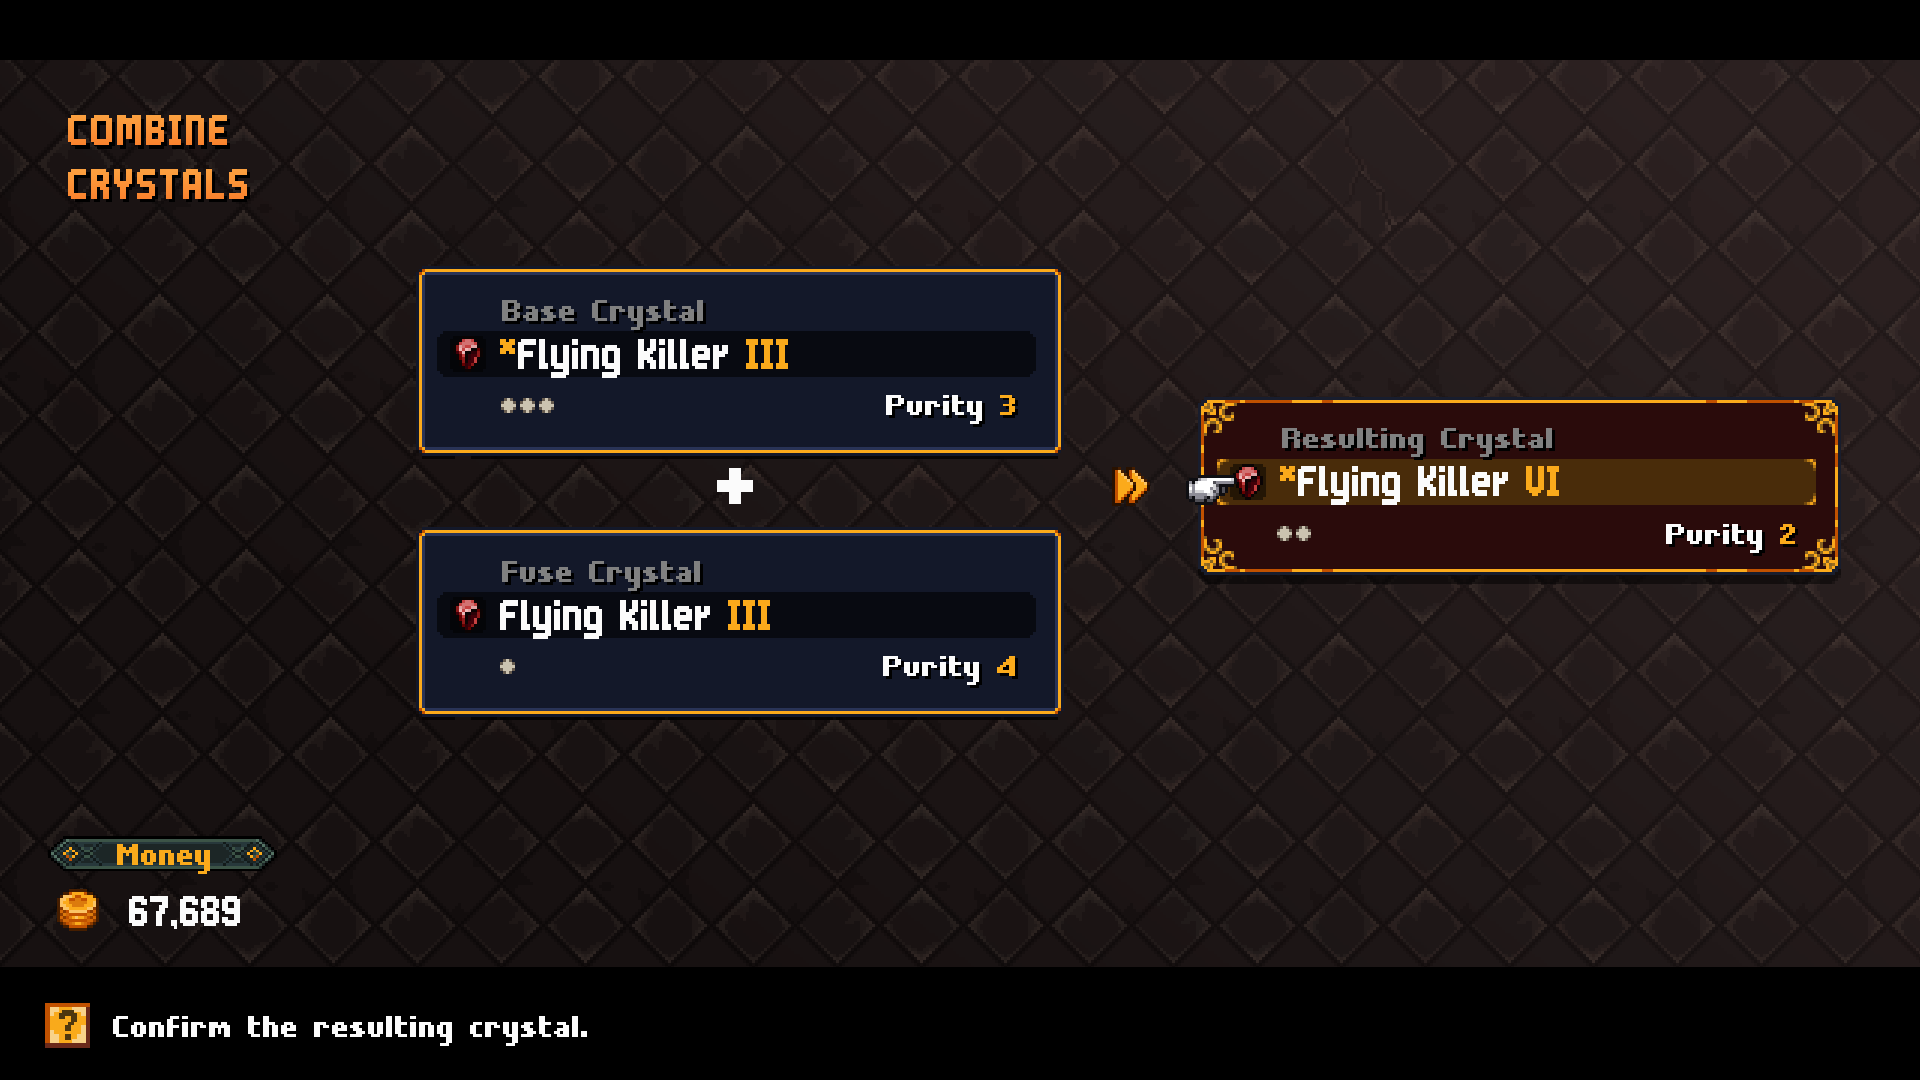 COMBINE
CRYSTALS
Base Crystal
*Flying Killer III
Purity 3
Fuse Crystal
Flying Killer III
Purity 4
Resulting Crystal
*Flying Killer VI
Purity 2
Money
67,689
? Confirm the resulting crystal.